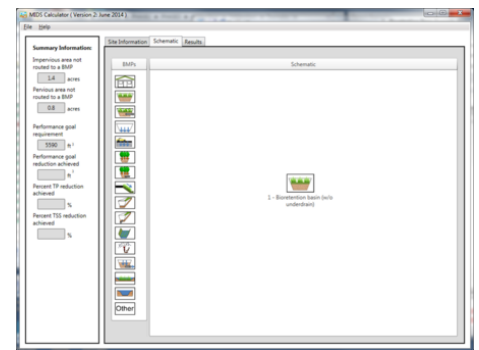 MIDS Calculator ( Version 2: June 2014 )
File Help
Site Information Schematic Results
Summary Information:
Impervious area not
routed to a BMP
1.4 acres
Pervious area not
routed to a BMP
0.8 acres
Performance goal
requirement
5590 ft³
Performance goal
reduction achieved
ft³
Percent TP reduction
achieved
%
Percent TSS reduction
achieved
%
BMPs
Other
Schematic
1 - Bioretention basin (w/o
underdrain)